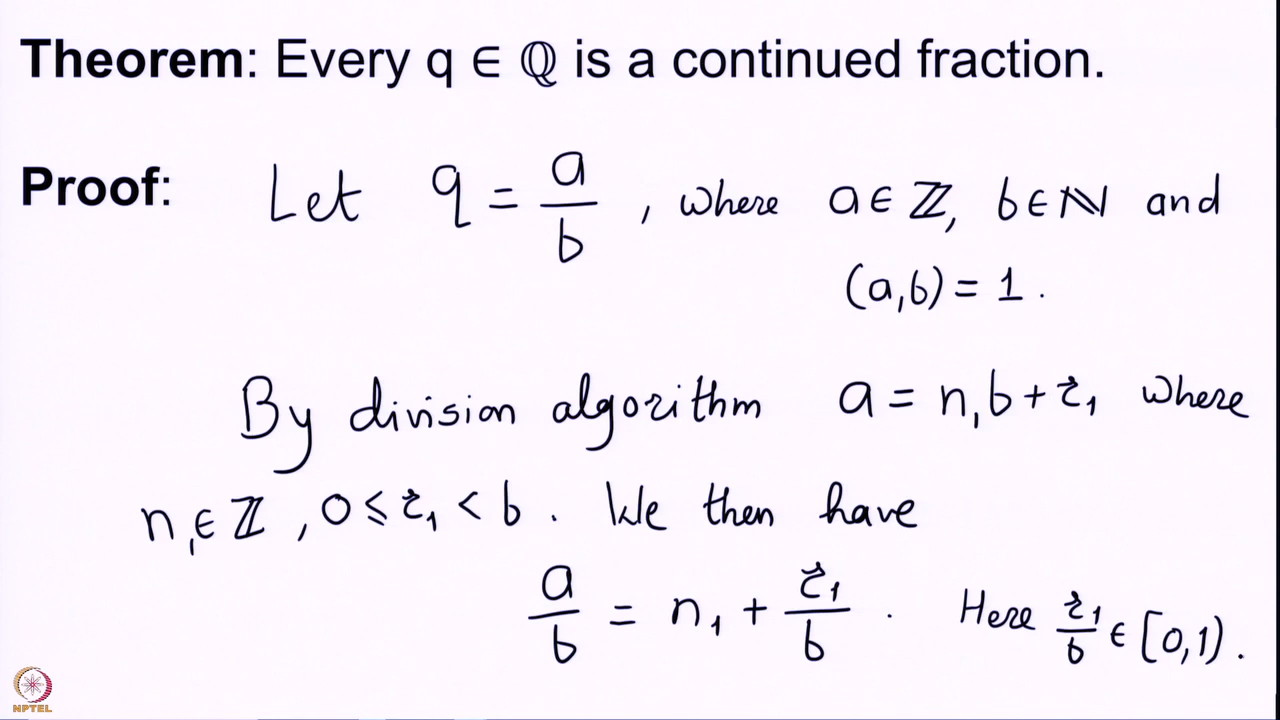 Theorem: Every q ∈ ℚ is a continued fraction.
Proof: Let q = a/b , where a ∈ ℤ, b ∈ ℕ and
(a,b) = 1 .
By division algorithm a = n₁b + r₁ where
n₁ ∈ ℤ , 0 ≤ r₁ < b . We then have
a/b = n₁ + r₁/b . Here r₁/b ∈ [0,1) .
NPTEL